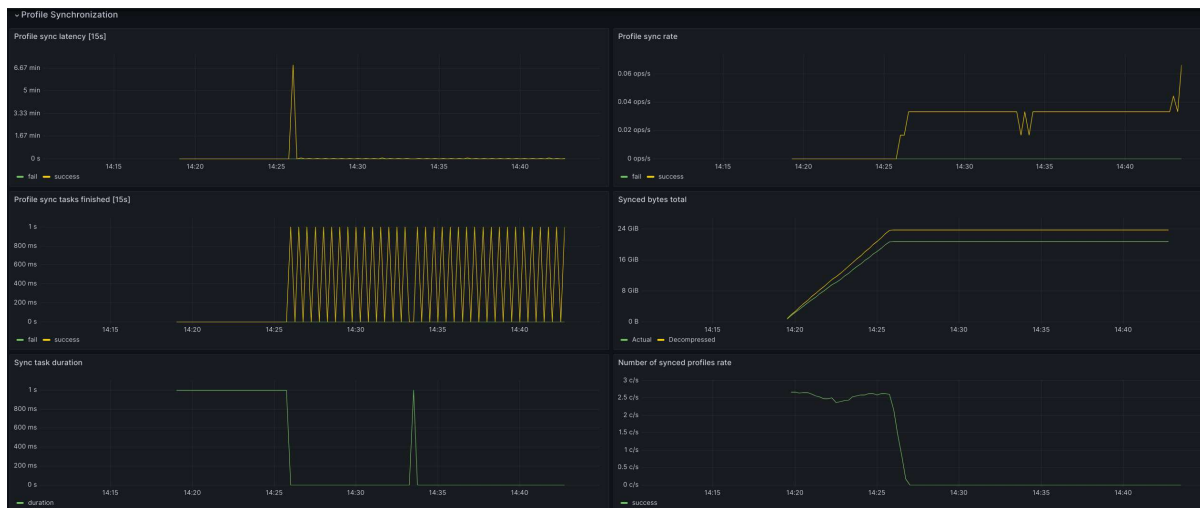 Profile Synchronization
Profile sync latency [15s]
6.67 min
5 min
3.33 min
1.67 min
0 s
14:15 14:20 14:25 14:30 14:35 14:40
fail success
Profile sync rate
0.06 ops/s
0.04 ops/s
0.02 ops/s
0 ops/s
14:15 14:20 14:25 14:30 14:35 14:40
fail success
Profile sync tasks finished [15s]
1 s
800 ms
600 ms
400 ms
200 ms
0 s
14:15 14:20 14:25 14:30 14:35 14:40
fail success
Synced bytes total
24 GiB
16 GiB
8 GiB
0 B
14:15 14:20 14:25 14:30 14:35 14:40
Actual Decompressed
Sync task duration
1 s
800 ms
600 ms
400 ms
200 ms
0 s
14:15 14:20 14:25 14:30 14:35 14:40
duration
Number of synced profiles rate
3 c/s
2.5 c/s
2 c/s
1.5 c/s
1 c/s
0.5 c/s
0 c/s
14:15 14:20 14:25 14:30 14:35 14:40
success